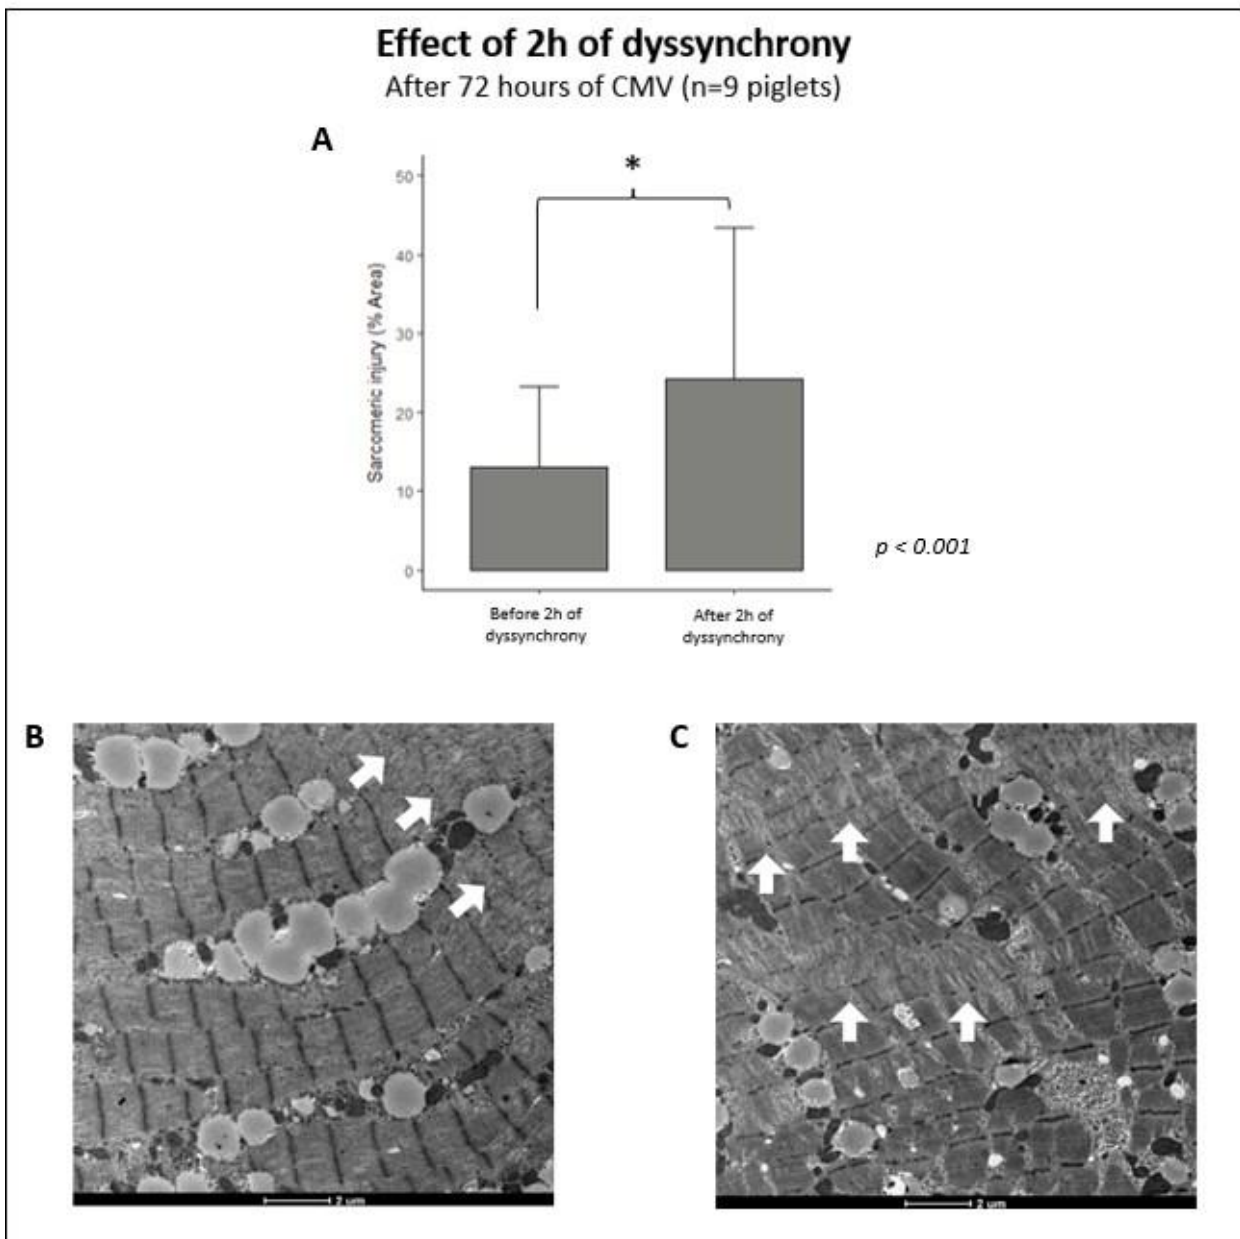 Effect of 2h of dyssynchrony
After 72 hours of CMV (n=9 piglets)
A
*
50
40
30
20
10
0
Sarcomeric injury (% Area)
p < 0.001
Before 2h of
dyssynchrony
After 2h of
dyssynchrony
B
C
2 um
2 um